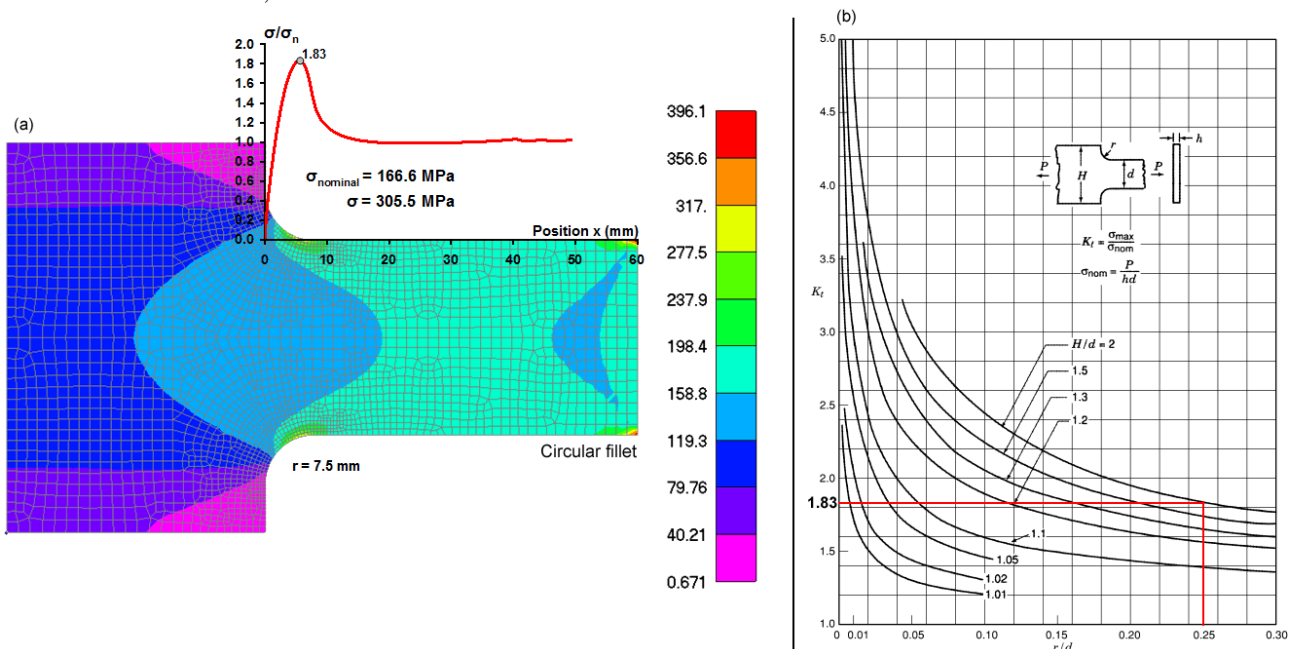 (a)
σ/σn
1.83
2.0
1.8
1.6
1.4
1.2
1.0
0.8
0.6
0.4
0.2
0.0
σnominal = 166.6 MPa
σ = 305.5 MPa
Position x (mm)
0 10 20 30 40 50 60
r = 7.5 mm
Circular fillet
396.1
356.6
317.
277.5
237.9
198.4
158.8
119.3
79.76
40.21
0.671
(b)
5.0
4.5
4.0
3.5
Kt
3.0
2.5
2.0
1.83
1.5
1.0
h
r
P H d P
Kt = σmax/σnom
σnom = P/hd
H/d = 2
1.5
1.3
1.2
1.1
1.05
1.02
1.01
0 0.01 0.05 0.10 0.15 0.20 0.25 0.30
r/d